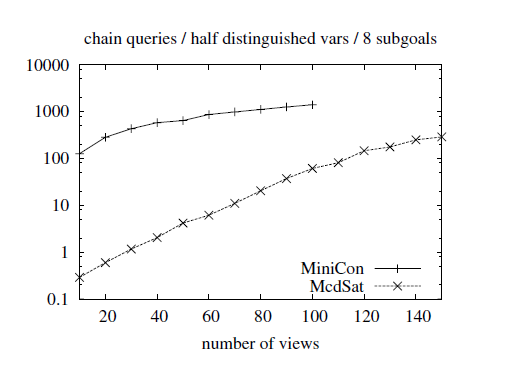 chain queries / half distinguished vars / 8 subgoals
10000
1000
100
10
1
0.1
MiniCon
McdSat
20 40 60 80 100 120 140
number of views